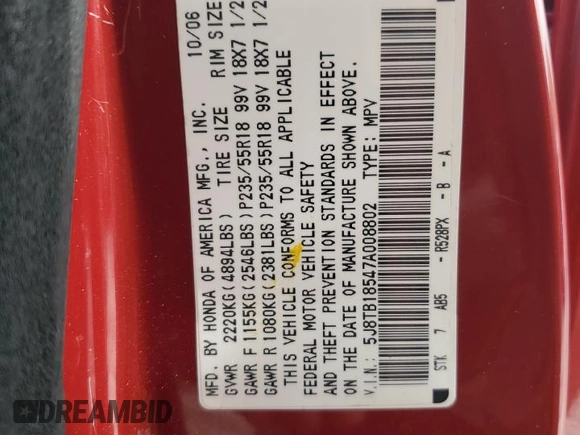 MFD. BY HONDA OF AMERICA MFG., INC. 10/06
GVWR 2220KG(4894LBS) TIRE SIZE RIM SIZE
GAWR F 1155KG(2546LBS)P235/55R18 99V 18X7 1/2
GAWR R 1080KG(2381LBS)P235/55R18 99V 18X7 1/2
THIS VEHICLE CONFORMS TO ALL APPLICABLE
FEDERAL MOTOR VEHICLE SAFETY
AND THEFT PREVENTION STANDARDS IN EFFECT
ON THE DATE OF MANUFACTURE SHOWN ABOVE.
V.I.N.: 5J8TB18547A008802 TYPE: MPV
STK 7 AB5 - R528PX - B - A
DREAMBID